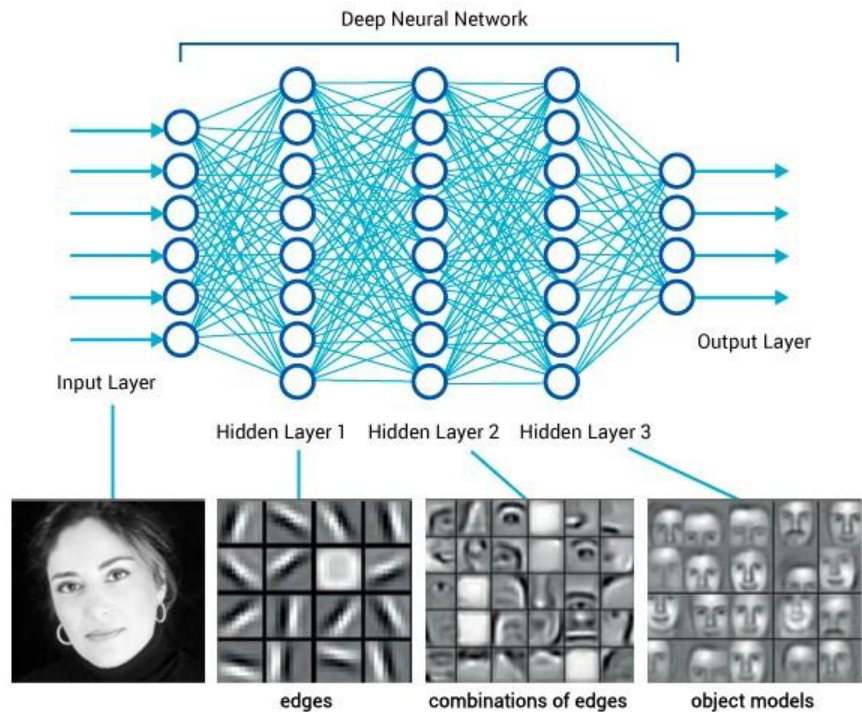 Deep Neural Network
Input Layer
Output Layer
Hidden Layer 1
Hidden Layer 2
Hidden Layer 3
edges
combinations of edges
object models